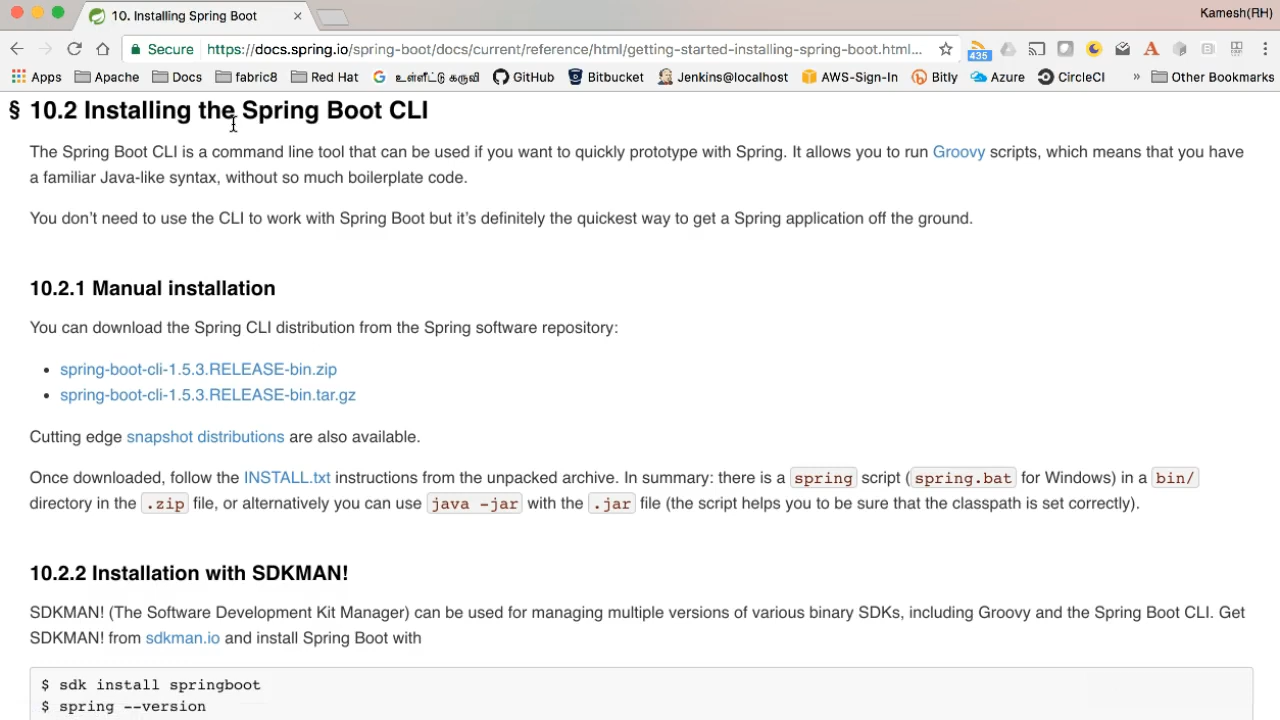 10. Installing Spring Boot
Kamesh(RH)
Secure https://docs.spring.io/spring-boot/docs/current/reference/html/getting-started-installing-spring-boot.html...
435
Apps Apache Docs fabric8 Red Hat உள்ளீட்டு கருவி GitHub Bitbucket Jenkins@localhost AWS-Sign-In Bitly Azure CircleCI » Other Bookmarks
§ 10.2 Installing the Spring Boot CLI
The Spring Boot CLI is a command line tool that can be used if you want to quickly prototype with Spring. It allows you to run Groovy scripts, which means that you have
a familiar Java-like syntax, without so much boilerplate code.
You don't need to use the CLI to work with Spring Boot but it's definitely the quickest way to get a Spring application off the ground.
10.2.1 Manual installation
You can download the Spring CLI distribution from the Spring software repository:
• spring-boot-cli-1.5.3.RELEASE-bin.zip
• spring-boot-cli-1.5.3.RELEASE-bin.tar.gz
Cutting edge snapshot distributions are also available.
Once downloaded, follow the INSTALL.txt instructions from the unpacked archive. In summary: there is a spring script (spring.bat for Windows) in a bin/
directory in the .zip file, or alternatively you can use java -jar with the .jar file (the script helps you to be sure that the classpath is set correctly).
10.2.2 Installation with SDKMAN!
SDKMAN! (The Software Development Kit Manager) can be used for managing multiple versions of various binary SDKs, including Groovy and the Spring Boot CLI. Get
SDKMAN! from sdkman.io and install Spring Boot with
$ sdk install springboot
$ spring --version